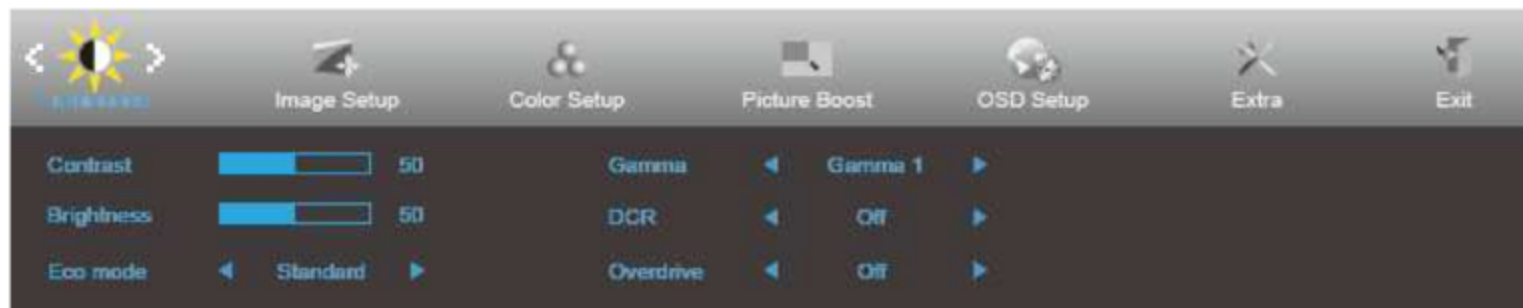 Image Setup
Color Setup
Picture Boost
OSD Setup
Extra
Exit
Contrast 50 Gamma Gamma 1
Brightness 50 DCR Off
Eco mode Standard Overdrive Off